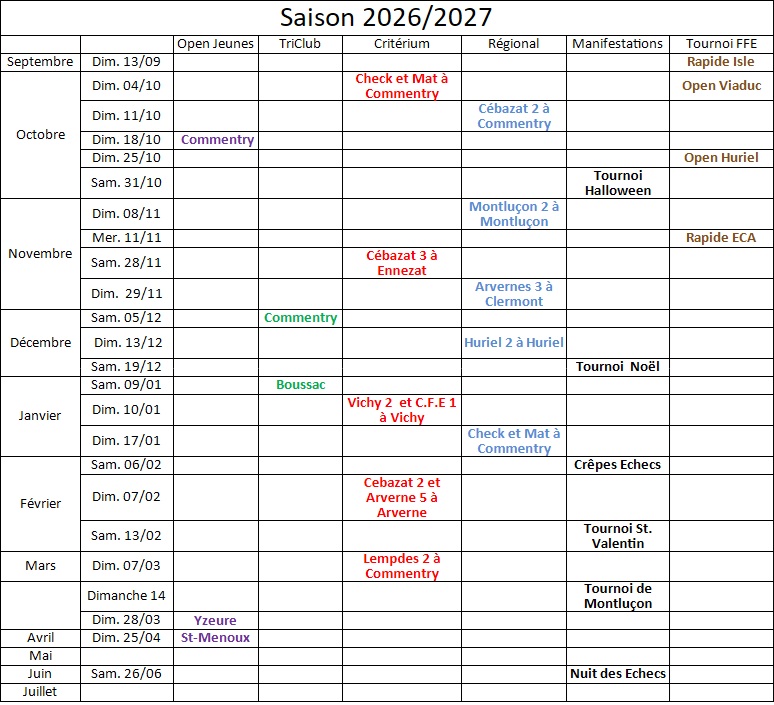 Saison 2026/2027
Open Jeunes TriClub Critérium Régional Manifestations Tournoi FFE
Septembre Dim. 13/09 Rapide Isle
Octobre
Dim. 04/10 Check et Mat à
Commentry Open Viaduc
Dim. 11/10 Cébazat 2 à
Commentry
Dim. 18/10 Commentry
Dim. 25/10 Open Huriel
Sam. 31/10 Tournoi
Halloween
Novembre
Dim. 08/11 Montluçon 2 à
Montluçon
Mer. 11/11 Rapide ECA
Sam. 28/11 Cébazat 3 à
Ennezat
Dim. 29/11 Arvernes 3 à
Clermont
Décembre
Sam. 05/12 Commentry
Dim. 13/12 Huriel 2 à Huriel
Sam. 19/12 Tournoi Noël
Janvier
Sam. 09/01 Boussac
Dim. 10/01 Vichy 2 et C.F.E 1
à Vichy
Dim. 17/01 Check et Mat à
Commentry
Février
Sam. 06/02 Crêpes Echecs
Dim. 07/02 Cebazat 2 et
Arverne 5 à
Arverne
Sam. 13/02 Tournoi St.
Valentin
Mars Dim. 07/03 Lempdes 2 à
Commentry
Dimanche 14 Tournoi de
Montluçon
Dim. 28/03 Yzeure
Avril Dim. 25/04 St-Menoux
Mai
Juin Sam. 26/06 Nuit des Echecs
Juillet